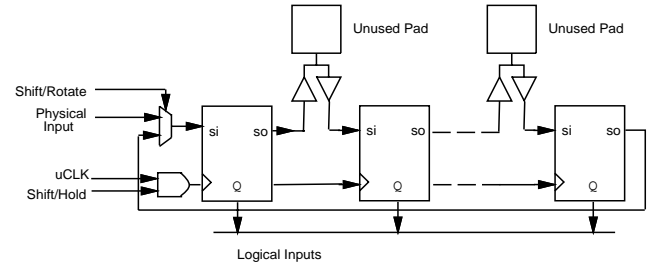 Unused Pad
Unused Pad
Shift/Rotate
Physical
Input
si
so
si
so
si
so
uCLK
Shift/Hold
Q
Q
Q
Logical Inputs